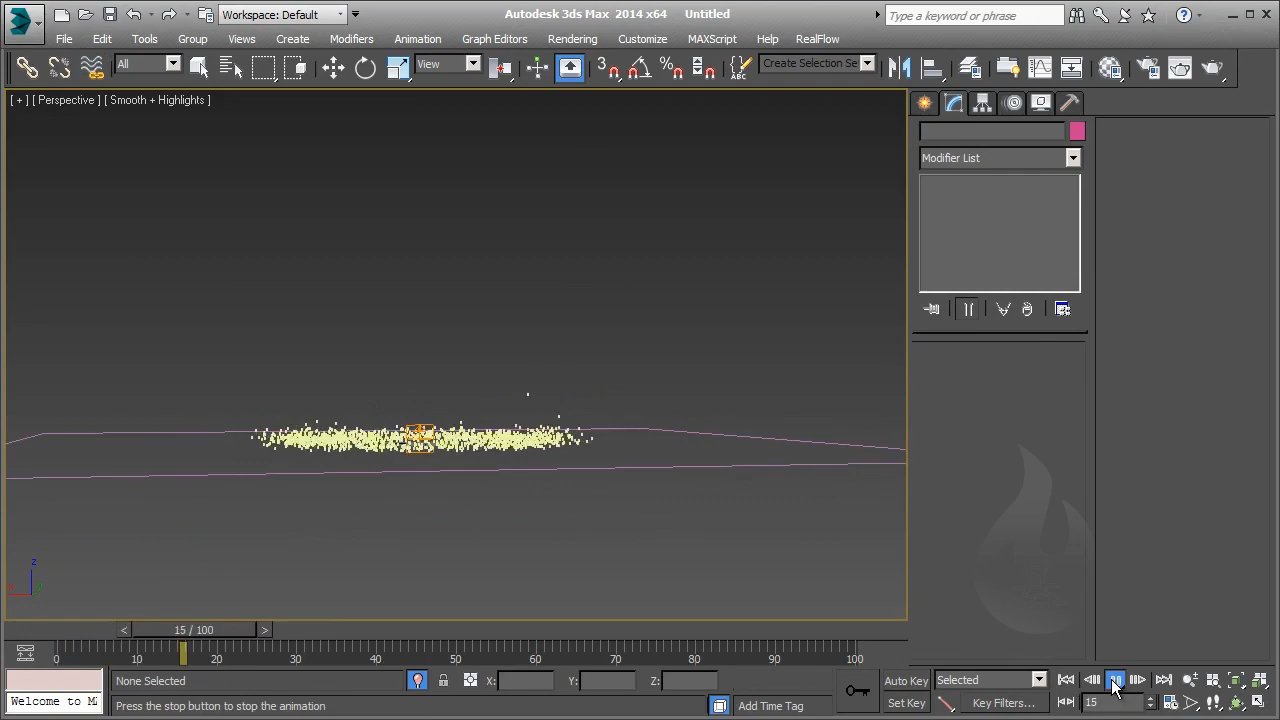 Workspace: Default
Autodesk 3ds Max 2014 x64 Untitled
Type a keyword or phrase
File Edit Tools Group Views Create Modifiers Animation Graph Editors Rendering Customize MAXScript Help RealFlow
All
View
3
Create Selection Se
[ + ] [ Perspective ] [ Smooth + Highlights ]
Modifier List
z
< 15 / 100 >
0 10 20 30 40 50 60 70 80 90 100
None Selected
X: Y: Z:
Auto Key Selected
Welcome to MA
Press the stop button to stop the animation
Add Time Tag
Set Key Key Filters...
15